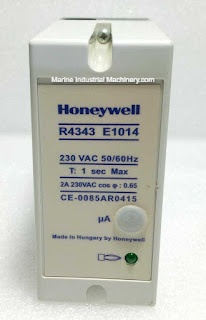 Marine Industrial Machinery.com
Honeywell
R4343 E1014
230 VAC 50/60Hz
T: 1 sec Max
2A 230VAC cos φ : 0.65
CE-0085AR0415
µA
Made in Hungary by Honeywell